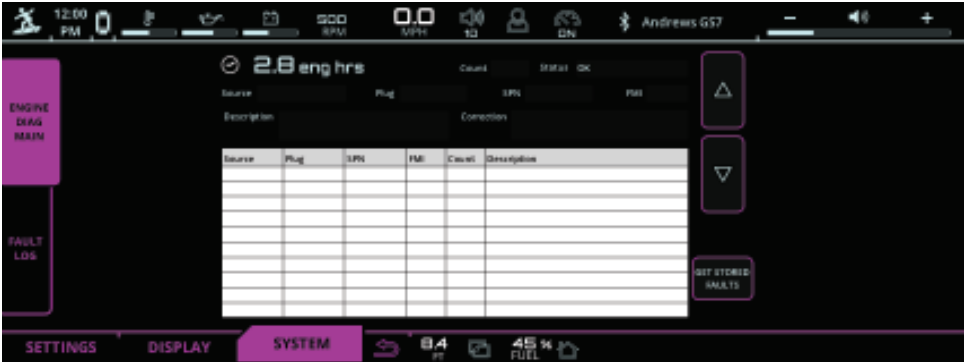 12:00
PM
500
RPM
0.0
MPH
10
ON
Andrews GS7
−
+
2.8 eng hrs
Count
Status OK
Source
Plug
SPN
FMI
Description
Correction
Source Plug SPN FMI Count Description
ENGINE
DIAG
MAIN
FAULT
LOG
GET STORED
FAULTS
SETTINGS
DISPLAY
SYSTEM
8.4
FT
45 %
FUEL